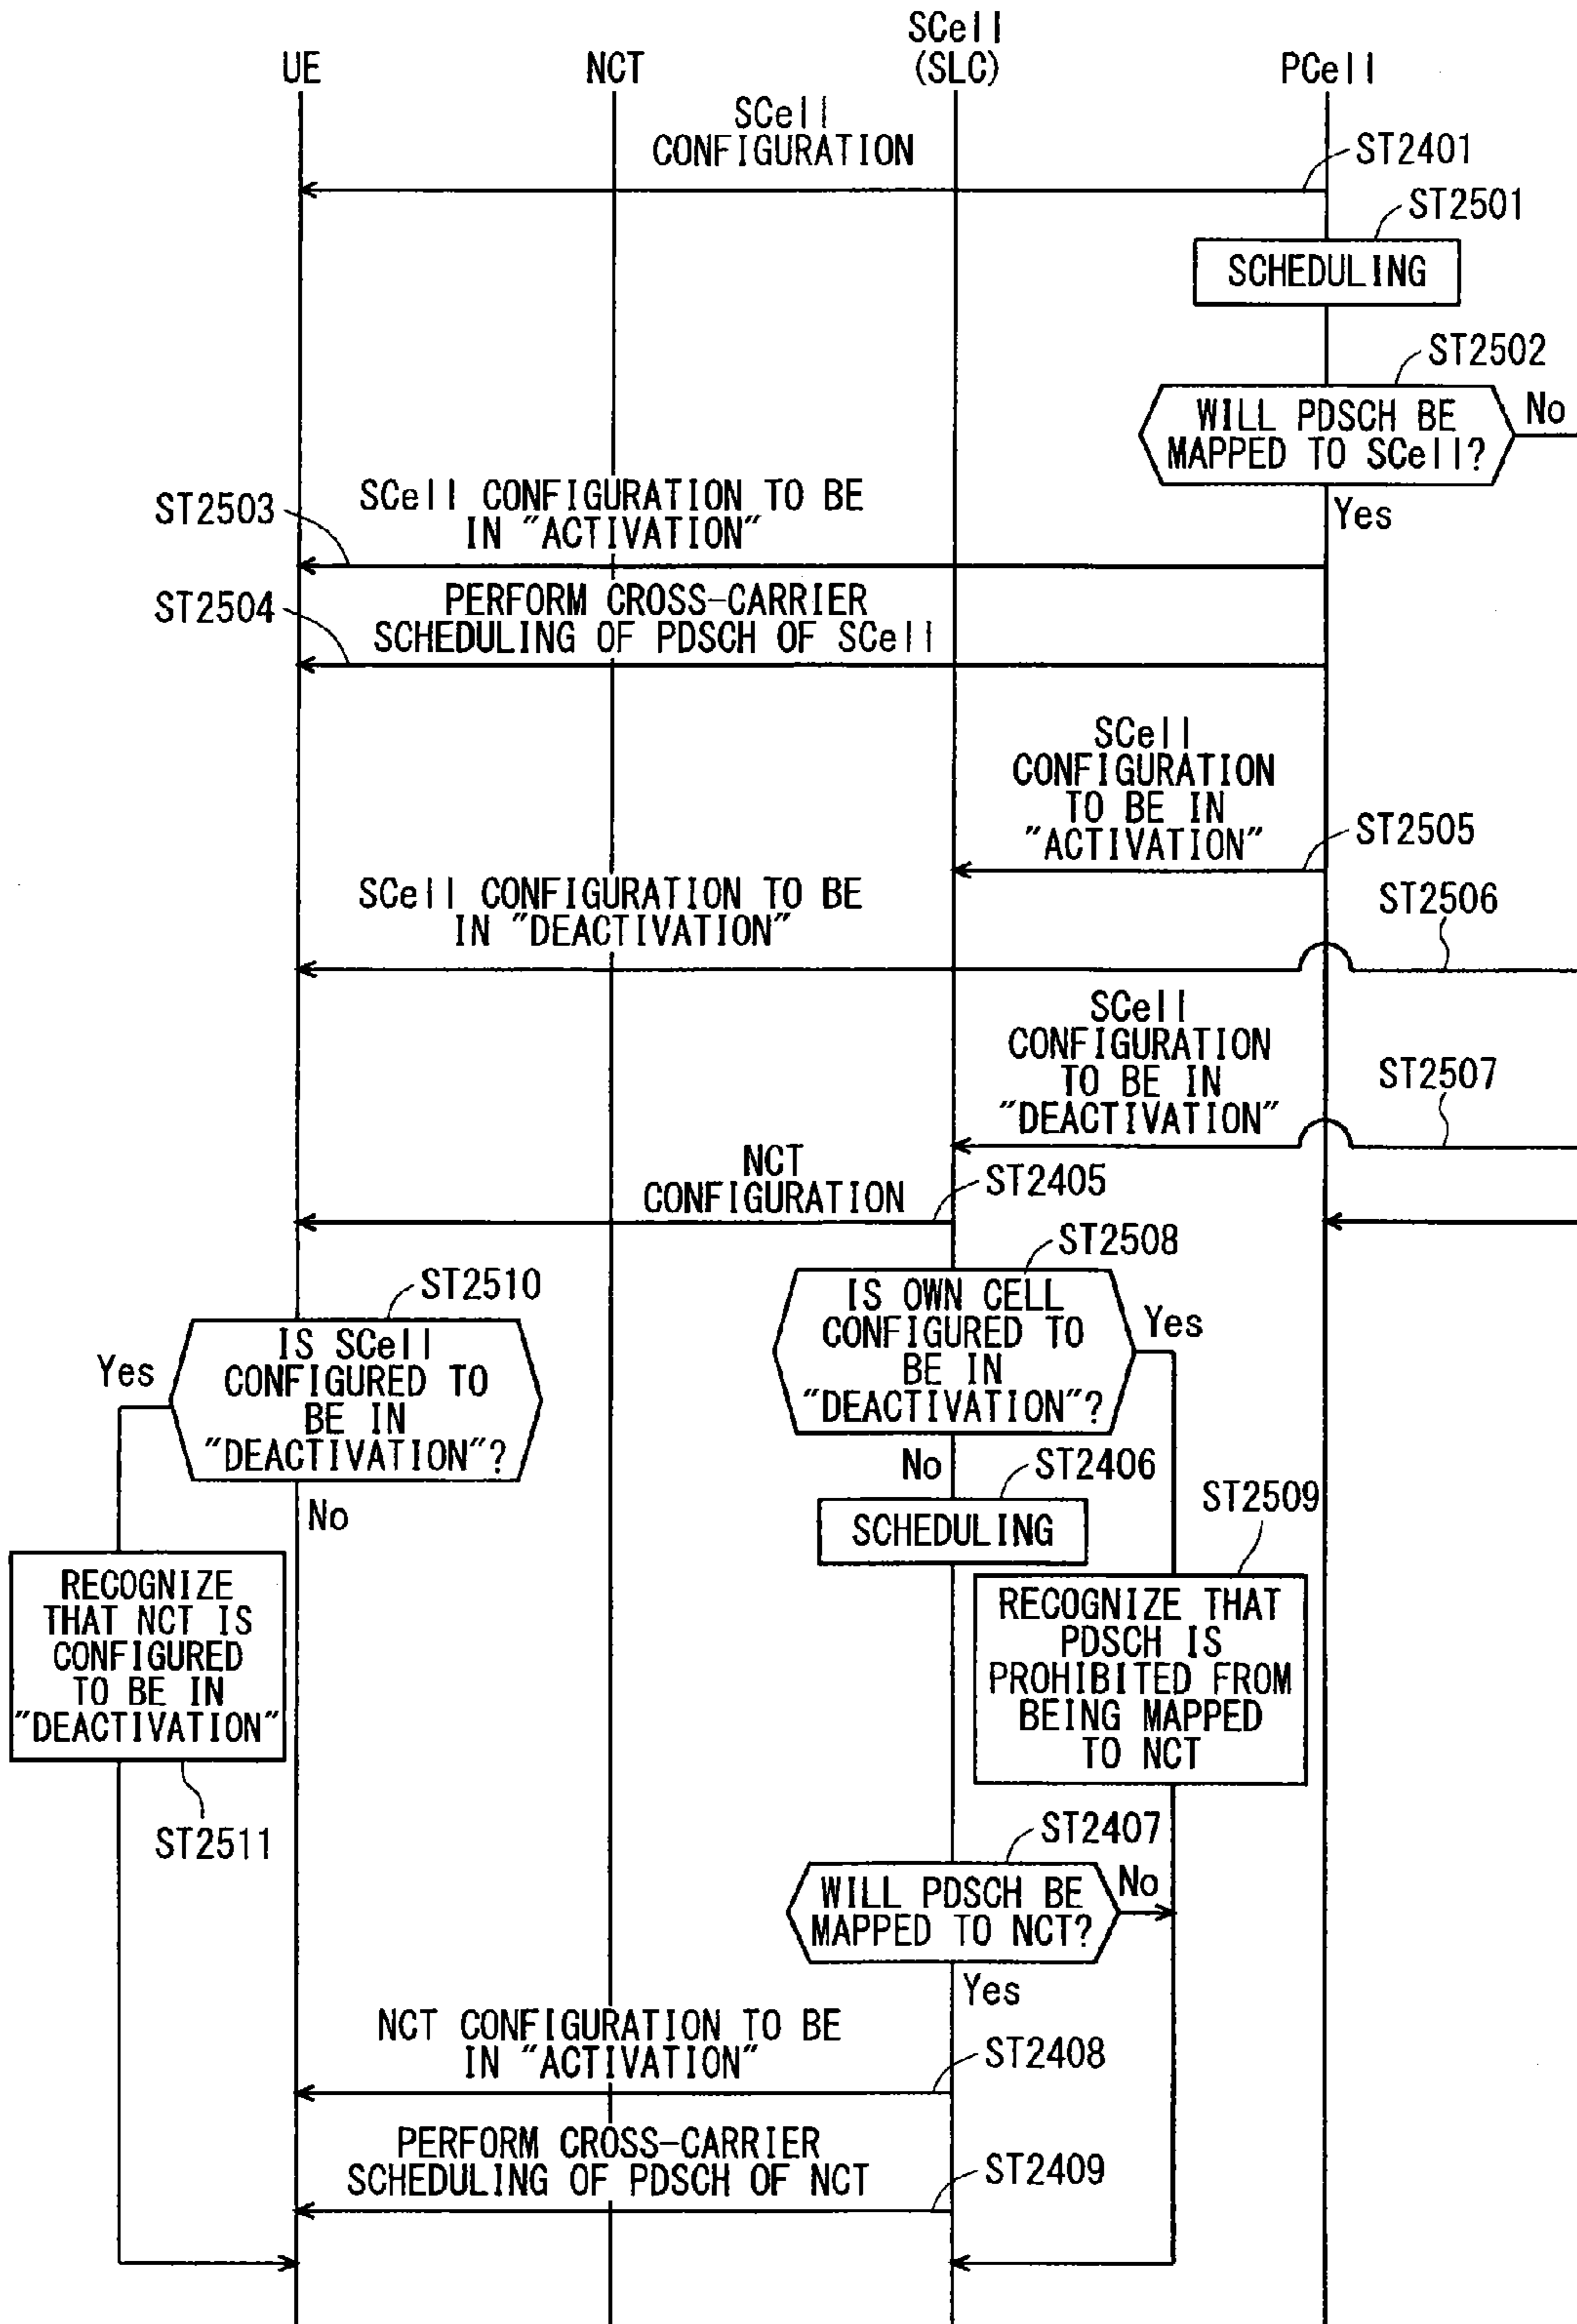 UE
NCT
SCell
(SLC)
PCell
SCell
CONFIGURATION
ST2401
ST2501
SCHEDULING
ST2502
WILL PDSCH BE
MAPPED TO SCell?
No
Yes
ST2503
SCell CONFIGURATION TO BE
IN "ACTIVATION"
ST2504
PERFORM CROSS-CARRIER
SCHEDULING OF PDSCH OF SCell
SCell
CONFIGURATION
TO BE IN
"ACTIVATION"
ST2505
SCell CONFIGURATION TO BE
IN "DEACTIVATION"
ST2506
SCell
CONFIGURATION
TO BE IN
"DEACTIVATION"
ST2507
NCT
CONFIGURATION
ST2405
ST2508
IS OWN CELL
CONFIGURED TO
BE IN
"DEACTIVATION"?
Yes
No
ST2510
IS SCell
CONFIGURED TO
BE IN
"DEACTIVATION"?
Yes
No
ST2406
SCHEDULING
ST2509
RECOGNIZE THAT
PDSCH IS
PROHIBITED FROM
BEING MAPPED
TO NCT
RECOGNIZE
THAT NCT IS
CONFIGURED
TO BE IN
"DEACTIVATION"
ST2511
ST2407
WILL PDSCH BE
MAPPED TO NCT?
No
Yes
NCT CONFIGURATION TO BE
IN "ACTIVATION"
ST2408
PERFORM CROSS-CARRIER
SCHEDULING OF PDSCH OF NCT
ST2409